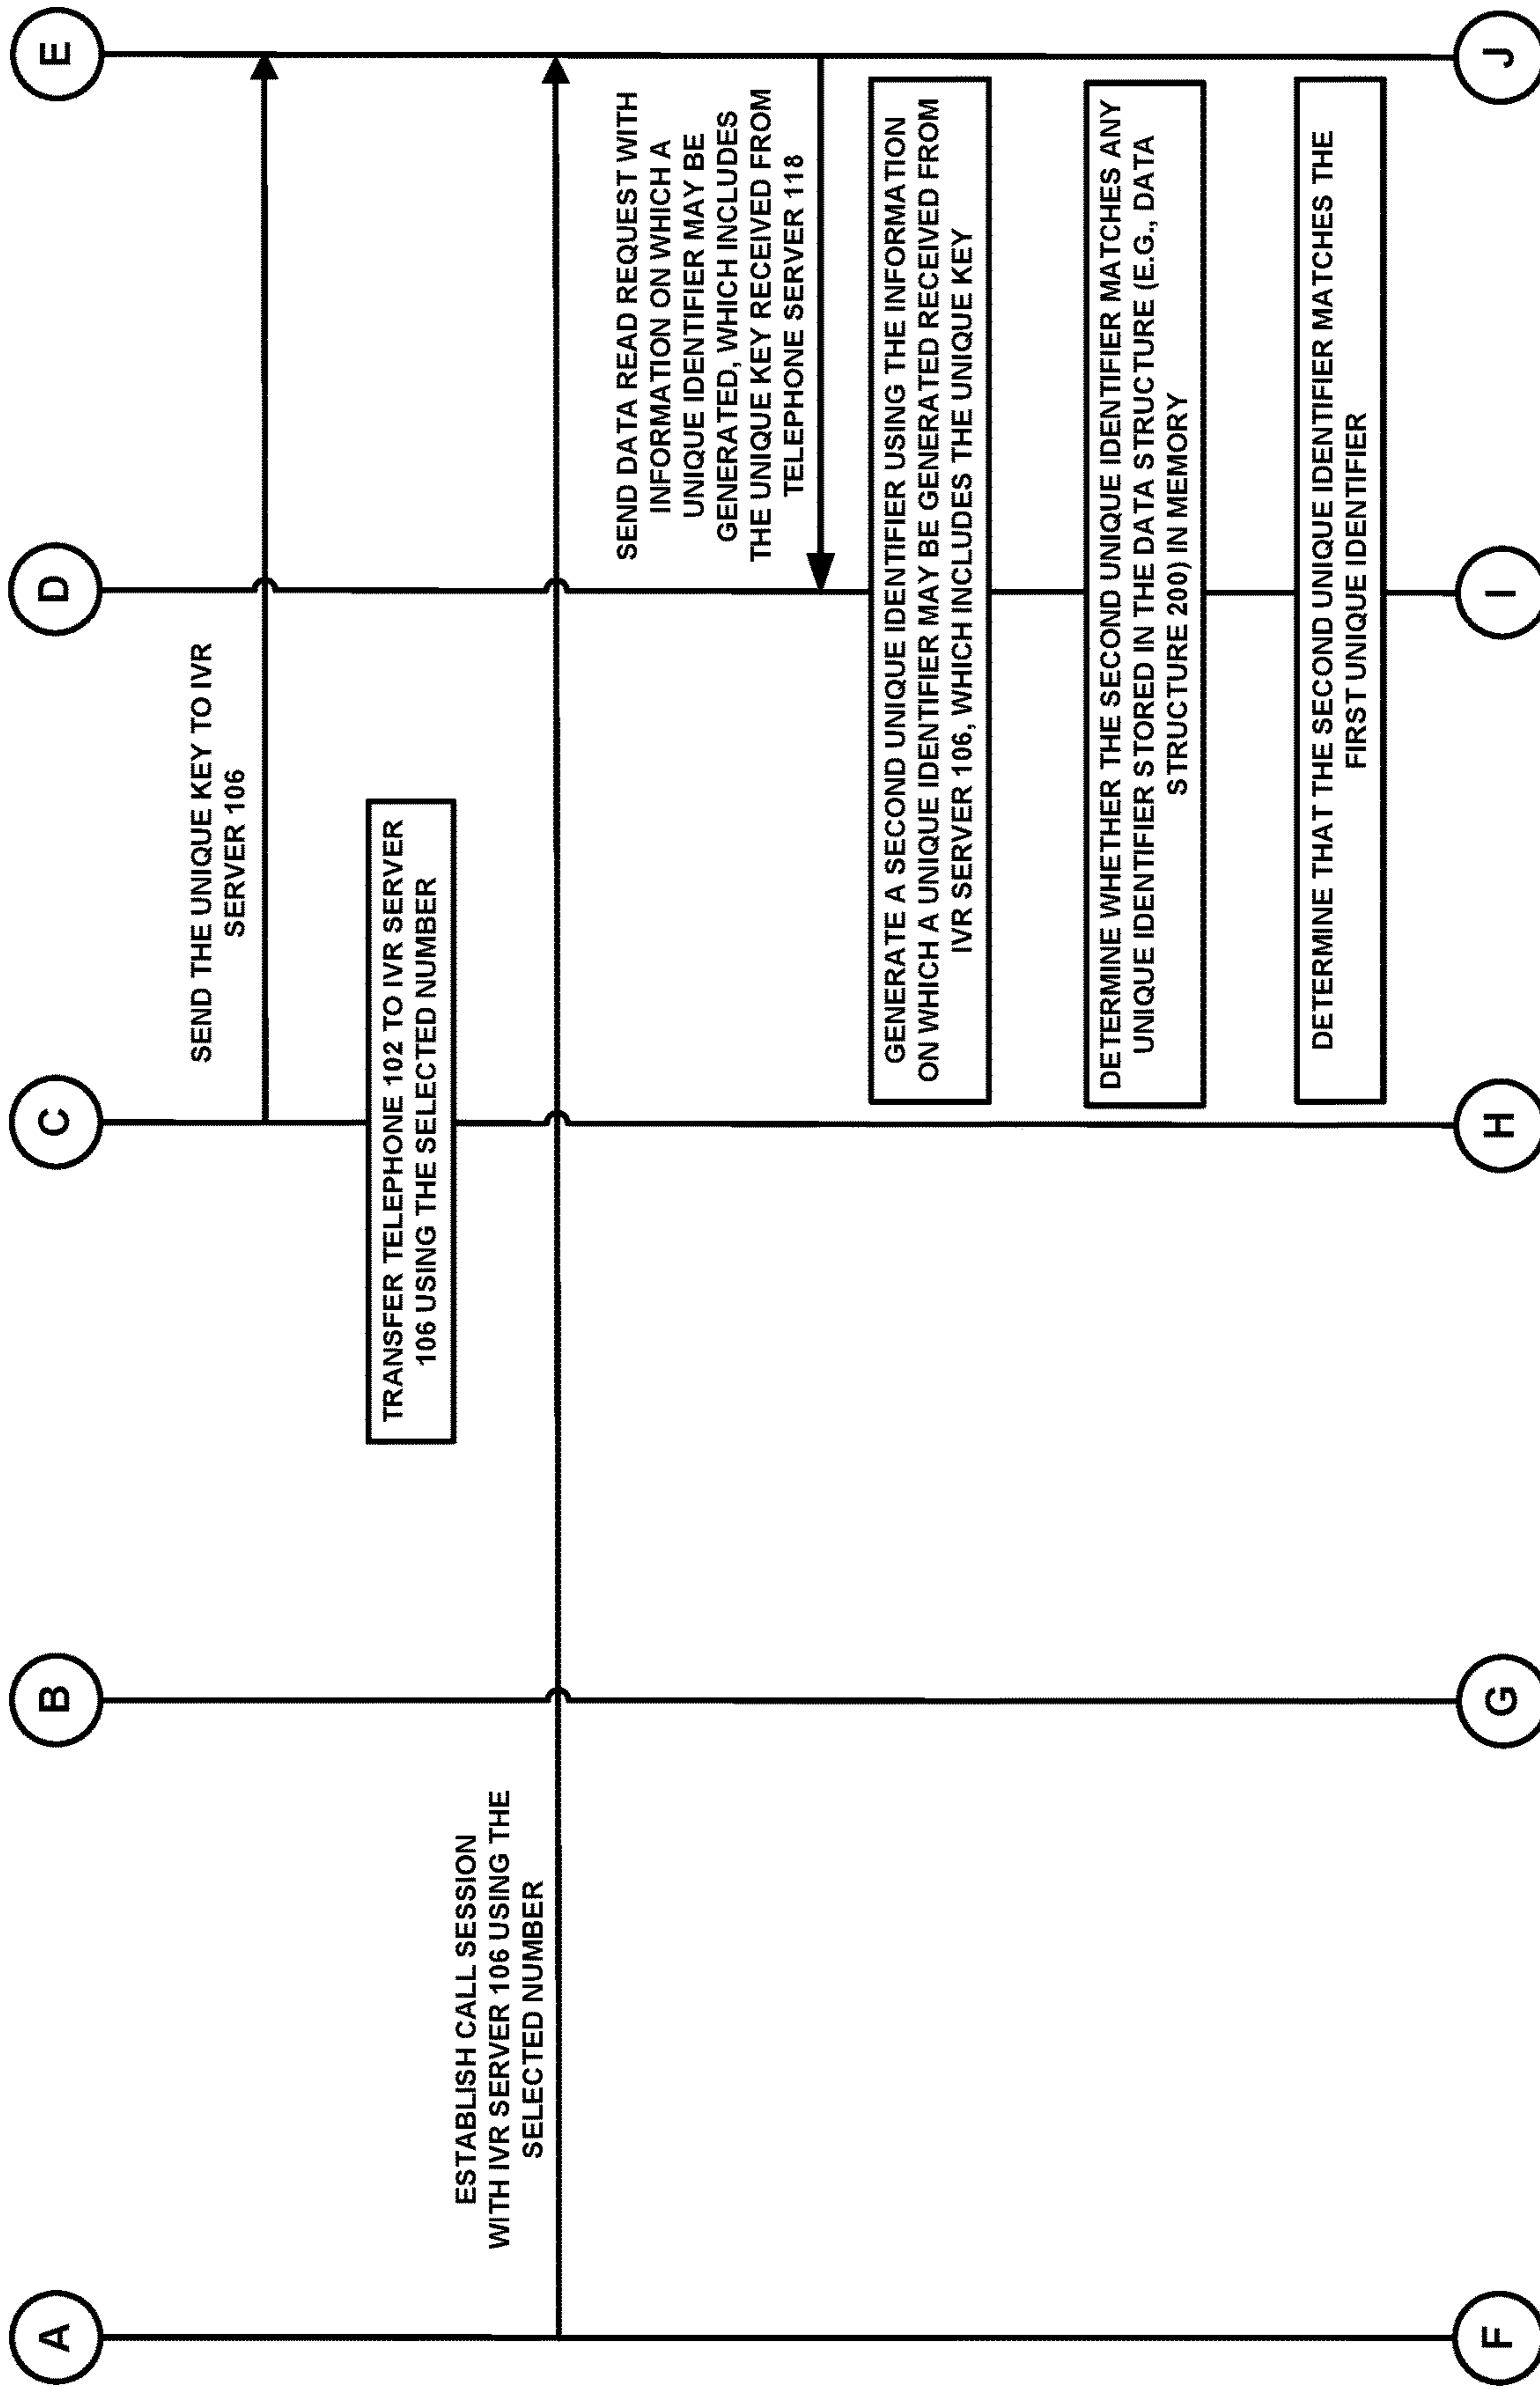 A
B
C
D
E
SEND THE UNIQUE KEY TO IVR
SERVER 106
TRANSFER TELEPHONE 102 TO IVR SERVER
106 USING THE SELECTED NUMBER
ESTABLISH CALL SESSION
WITH IVR SERVER 106 USING THE
SELECTED NUMBER
SEND DATA READ REQUEST WITH
INFORMATION ON WHICH A
UNIQUE IDENTIFIER MAY BE
GENERATED, WHICH INCLUDES
THE UNIQUE KEY RECEIVED FROM
TELEPHONE SERVER 118
GENERATE A SECOND UNIQUE IDENTIFIER USING THE INFORMATION
ON WHICH A UNIQUE IDENTIFIER MAY BE GENERATED RECEIVED FROM
IVR SERVER 106, WHICH INCLUDES THE UNIQUE KEY
DETERMINE WHETHER THE SECOND UNIQUE IDENTIFIER MATCHES ANY
UNIQUE IDENTIFIER STORED IN THE DATA STRUCTURE (E.G., DATA
STRUCTURE 200) IN MEMORY
DETERMINE THAT THE SECOND UNIQUE IDENTIFIER MATCHES THE
FIRST UNIQUE IDENTIFIER
F
G
H
I
J